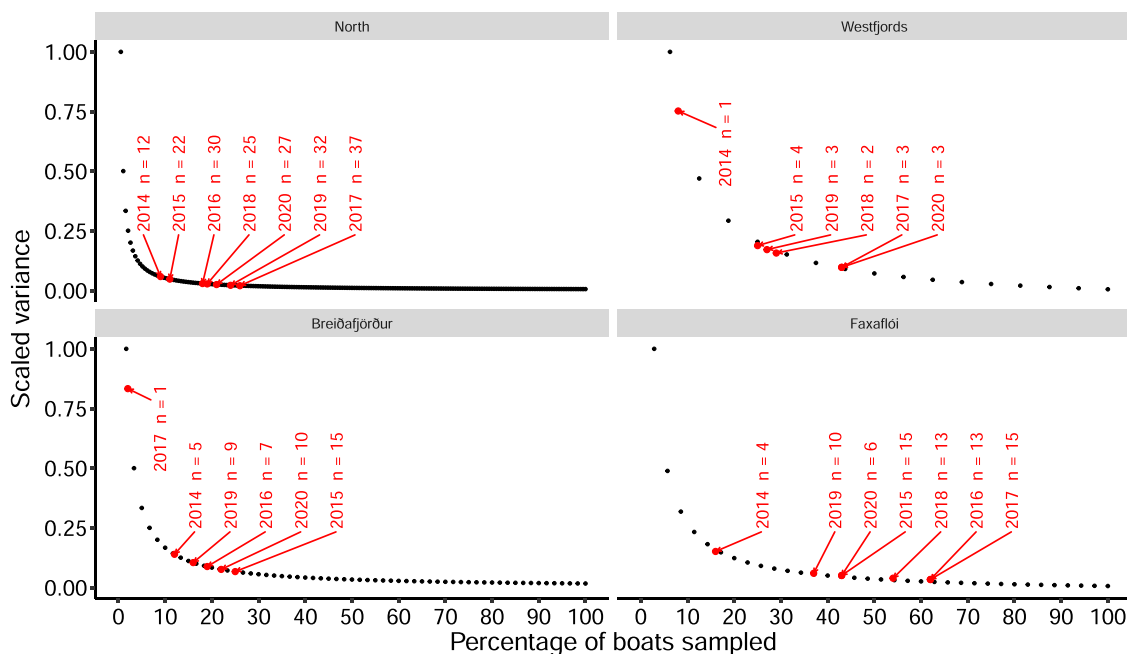 North
Westfjords
1.00
0.75
0.50
0.25
0.00
2014 n = 12
2015 n = 22
2016 n = 30
2018 n = 25
2020 n = 27
2019 n = 32
2017 n = 37
2014 n = 1
2015 n = 4
2019 n = 3
2018 n = 2
2017 n = 3
2020 n = 3
Breiðafjörður
Faxaflói
1.00
0.75
0.50
0.25
0.00
2017 n = 1
2014 n = 5
2019 n = 9
2016 n = 7
2020 n = 10
2015 n = 15
2014 n = 4
2019 n = 10
2020 n = 6
2015 n = 15
2018 n = 13
2016 n = 13
2017 n = 15
0 10 20 30 40 50 60 70 80 90 100
0 10 20 30 40 50 60 70 80 90 100
Percentage of boats sampled
Scaled variance